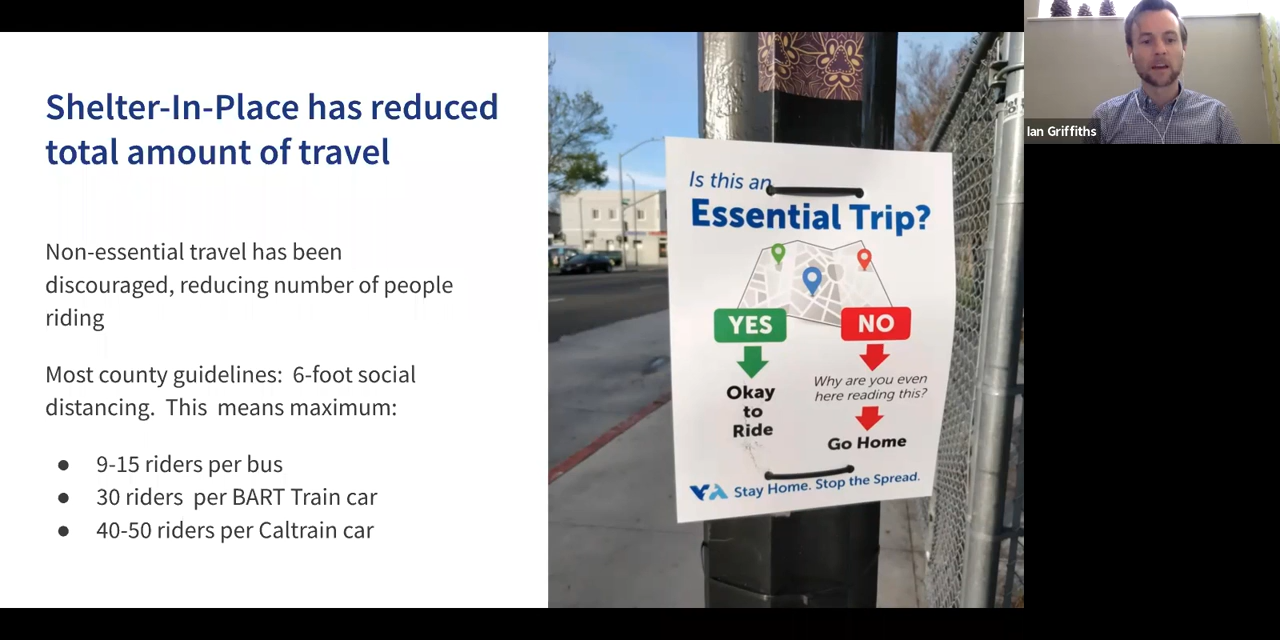 Shelter-In-Place has reduced
total amount of travel
Non-essential travel has been
discouraged, reducing number of people
riding
Most county guidelines: 6-foot social
distancing. This means maximum:
● 9-15 riders per bus
● 30 riders per BART Train car
● 40-50 riders per Caltrain car
Is this an
Essential Trip?
YES
NO
Okay
to
Ride
Why are you even
here reading this?
Go Home
VTA Stay Home. Stop the Spread.
Ian Griffiths